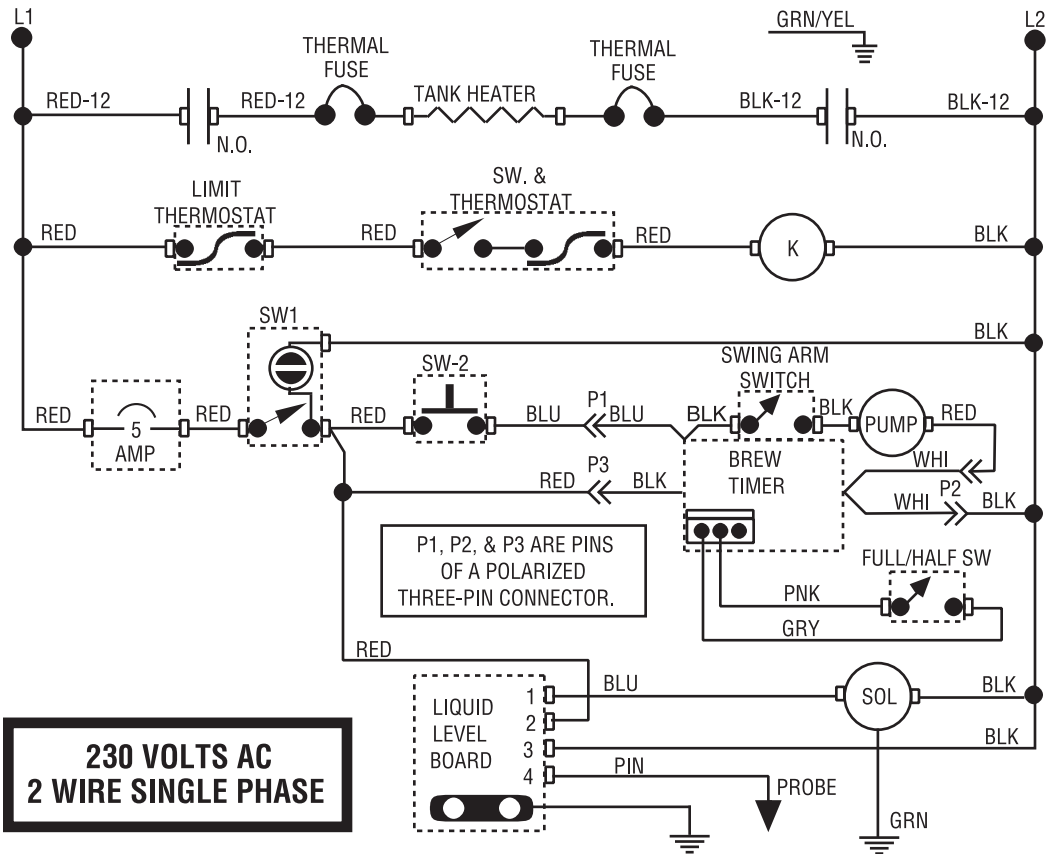 L1
GRN/YEL
L2
THERMAL
FUSE
THERMAL
FUSE
RED-12
RED-12
TANK HEATER
BLK-12
BLK-12
N.O.
N.O.
LIMIT
THERMOSTAT
SW. &
THERMOSTAT
RED
RED
RED
K
BLK
SW1
BLK
SW-2
SWING ARM
SWITCH
RED
5
AMP
RED
RED
BLU
P1
BLU
BLK
BLK
PUMP
RED
BREW
TIMER
WHI
RED
P3
BLK
WHI
P2
BLK
P1, P2, & P3 ARE PINS
OF A POLARIZED
THREE-PIN CONNECTOR.
FULL/HALF SW
PNK
GRY
RED
LIQUID
LEVEL
BOARD
1
2
3
4
BLU
SOL
BLK
BLK
PIN
PROBE
GRN
230 VOLTS AC
2 WIRE SINGLE PHASE